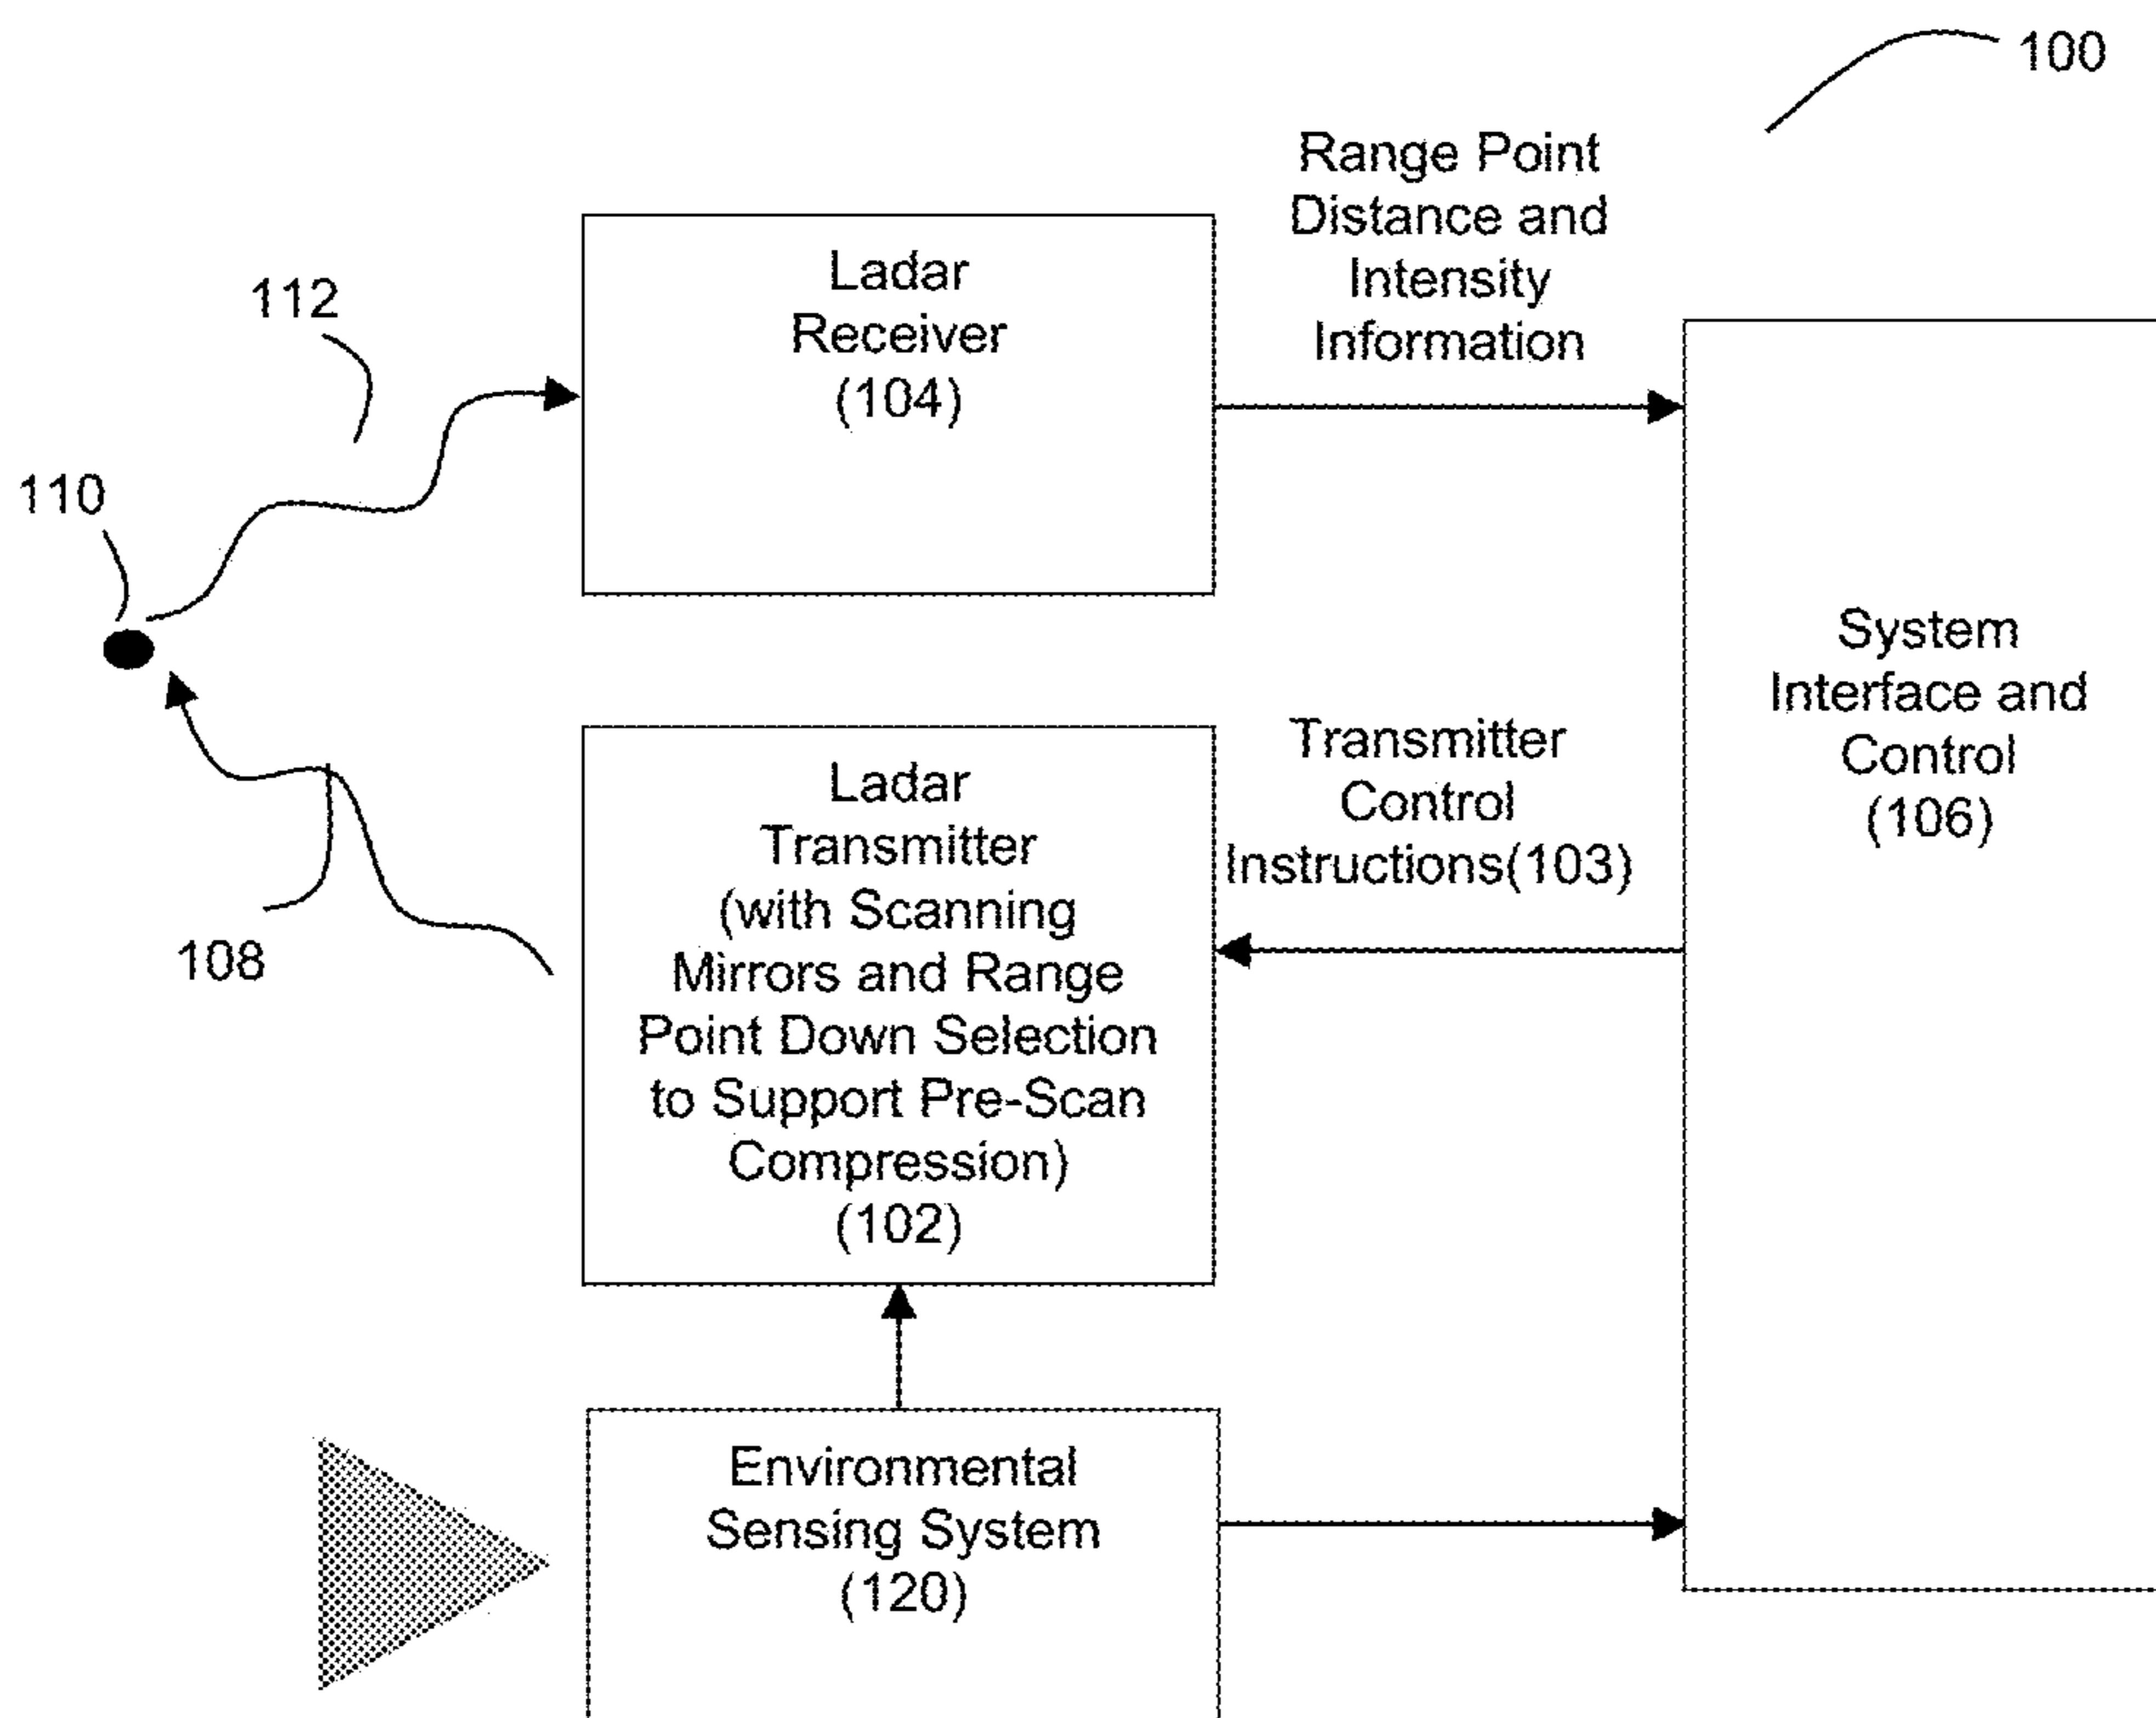 100
Range Point
Distance and
Intensity
Information
Ladar
Receiver
(104)
112
110
System
Interface and
Control
(106)
Transmitter
Control
Instructions(103)
Ladar
Transmitter
(with Scanning
Mirrors and Range
Point Down Selection
to Support Pre-Scan
Compression)
(102)
108
Environmental
Sensing System
(120)